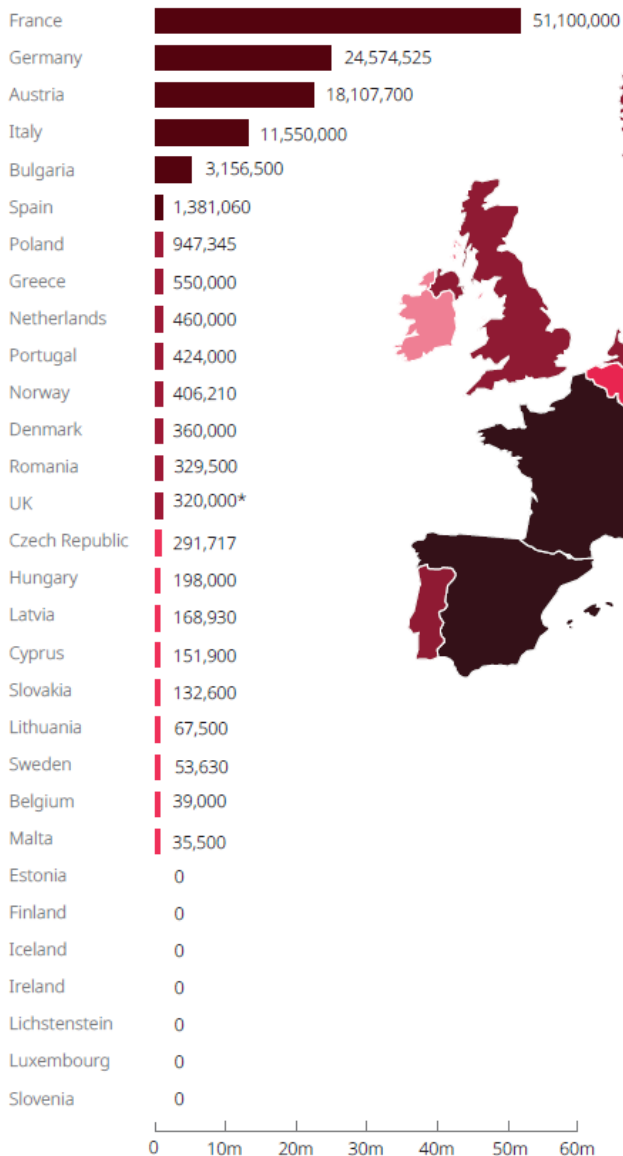 France 51,100,000
Germany 24,574,525
Austria 18,107,700
Italy 11,550,000
Bulgaria 3,156,500
Spain 1,381,060
Poland 947,345
Greece 550,000
Netherlands 460,000
Portugal 424,000
Norway 406,210
Denmark 360,000
Romania 329,500
UK 320,000*
Czech Republic 291,717
Hungary 198,000
Latvia 168,930
Cyprus 151,900
Slovakia 132,600
Lithuania 67,500
Sweden 53,630
Belgium 39,000
Malta 35,500
Estonia 0
Finland 0
Iceland 0
Ireland 0
Lichstenstein 0
Luxembourg 0
Slovenia 0
0 10m 20m 30m 40m 50m 60m